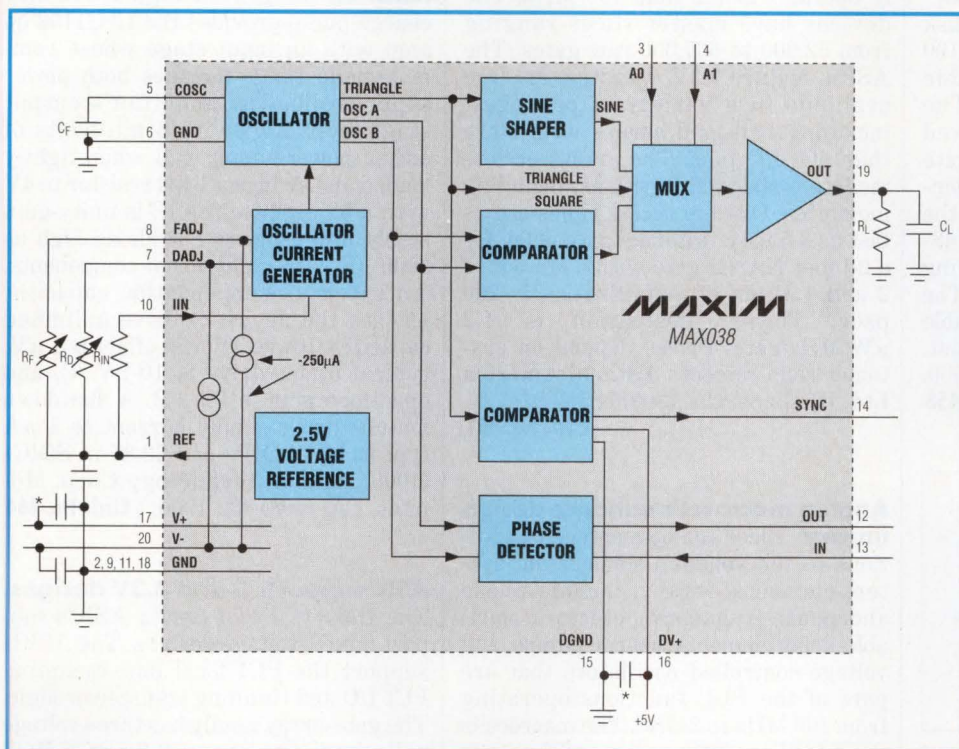 3
4
A0
A1
5
COSC
6
GND
CF
OSCILLATOR
TRIANGLE
OSC A
OSC B
SINE
SHAPER
SINE
TRIANGLE
SQUARE
MUX
OUT
19
RL
CL
8
FADJ
7
DADJ
10
IIN
OSCILLATOR
CURRENT
GENERATOR
COMPARATOR
MAXIM
MAX038
RF
RD
RIN
-250µA
COMPARATOR
SYNC
14
1
REF
2.5V
VOLTAGE
REFERENCE
*
17
V+
20
V-
2, 9, 11, 18
GND
PHASE
DETECTOR
OUT
12
IN
13
DGND
DV+
15
16
*
+5V